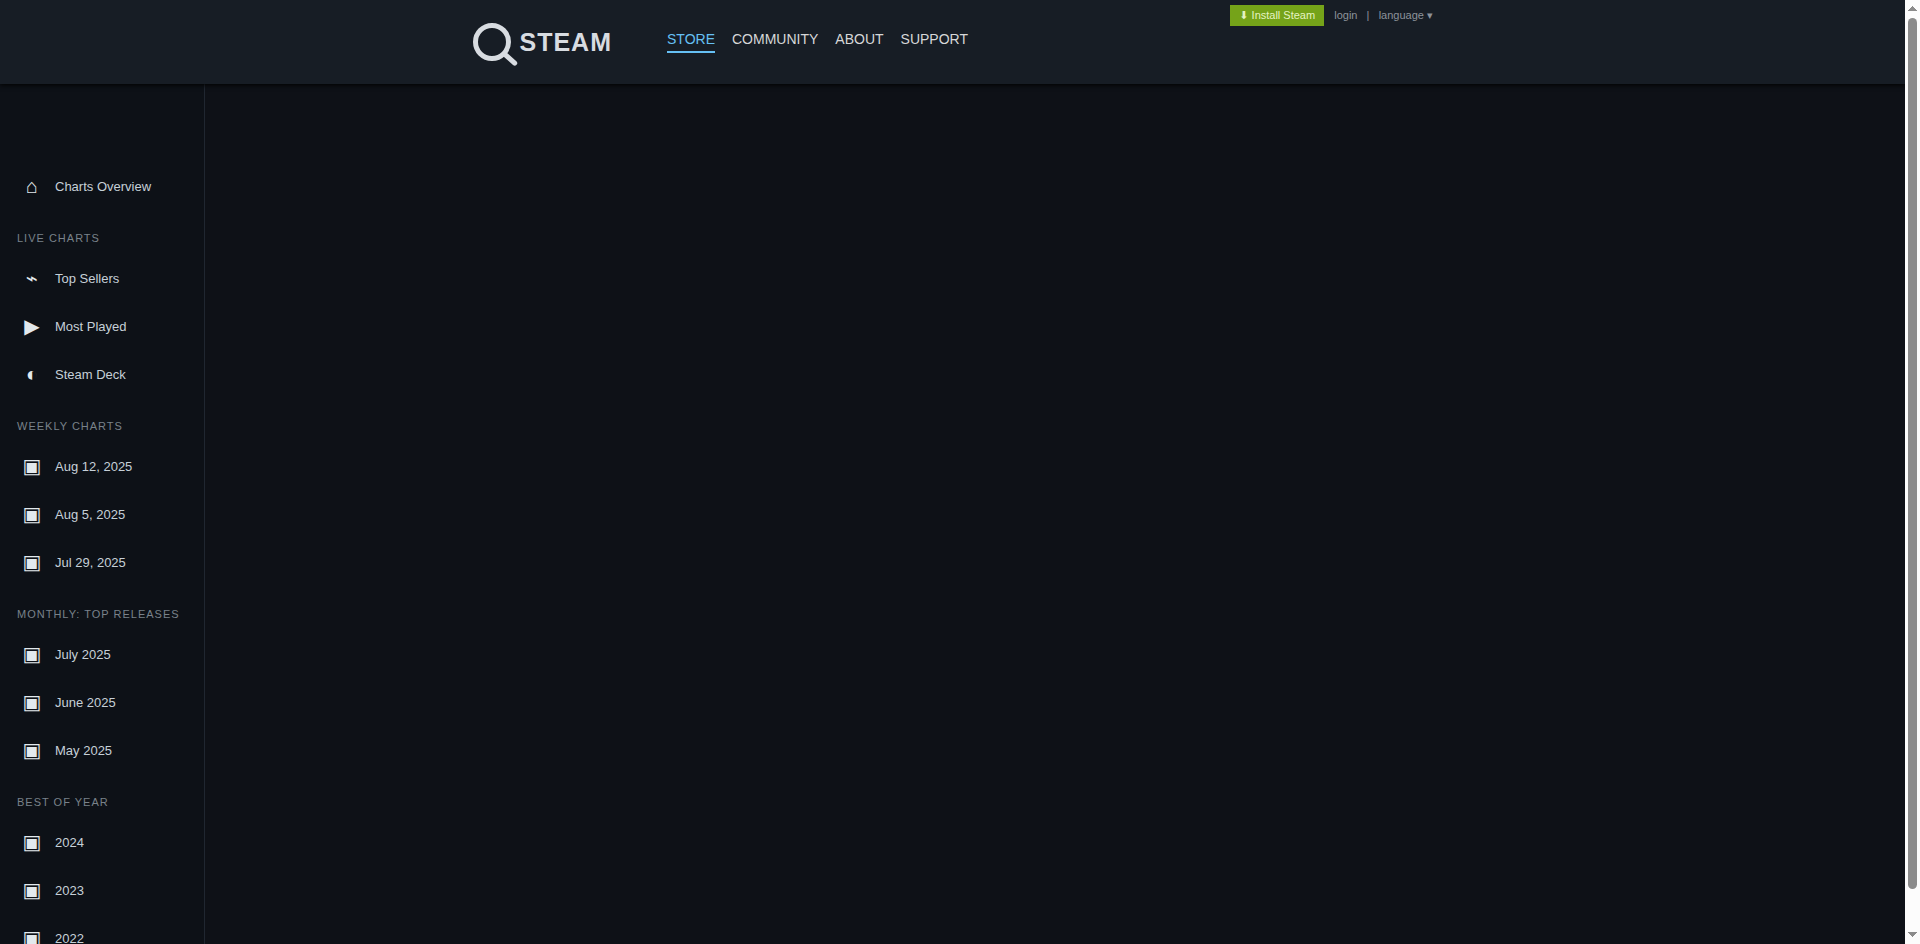 Install Steam login | language
STEAM
STORE COMMUNITY ABOUT SUPPORT
Charts Overview
LIVE CHARTS
Top Sellers
Most Played
Steam Deck
WEEKLY CHARTS
Aug 12, 2025
Aug 5, 2025
Jul 29, 2025
MONTHLY: TOP RELEASES
July 2025
June 2025
May 2025
BEST OF YEAR
2024
2023
2022